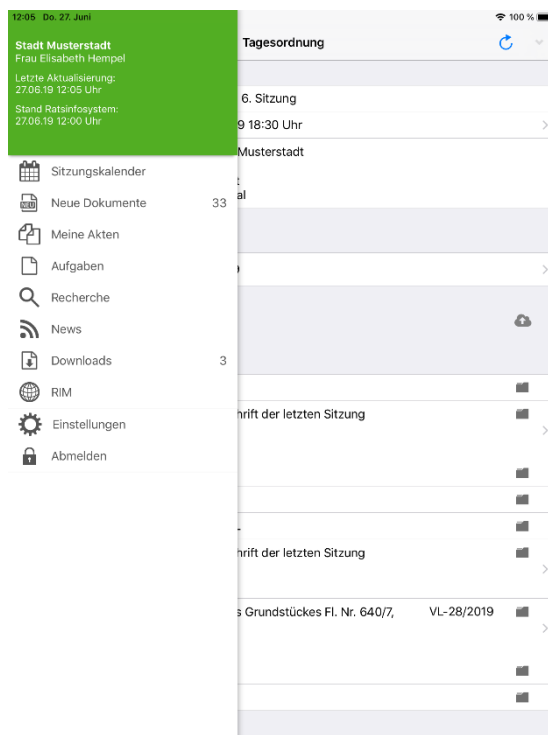 12:05 Do. 27. Juni
100 %
Stadt Musterstadt
Frau Elisabeth Hempel
Letzte Aktualisierung:
27.06.19 12:05 Uhr
Stand Ratsinfosystem:
27.06.19 12:00 Uhr
Sitzungskalender
NEU
Neue Dokumente 33
Meine Akten
Aufgaben
Recherche
News
Downloads 3
RIM
Einstellungen
Abmelden
Tagesordnung
6. Sitzung
9 18:30 Uhr
Musterstadt
al
hrift der letzten Sitzung
hrift der letzten Sitzung
s Grundstückes Fl. Nr. 640/7, VL-28/2019